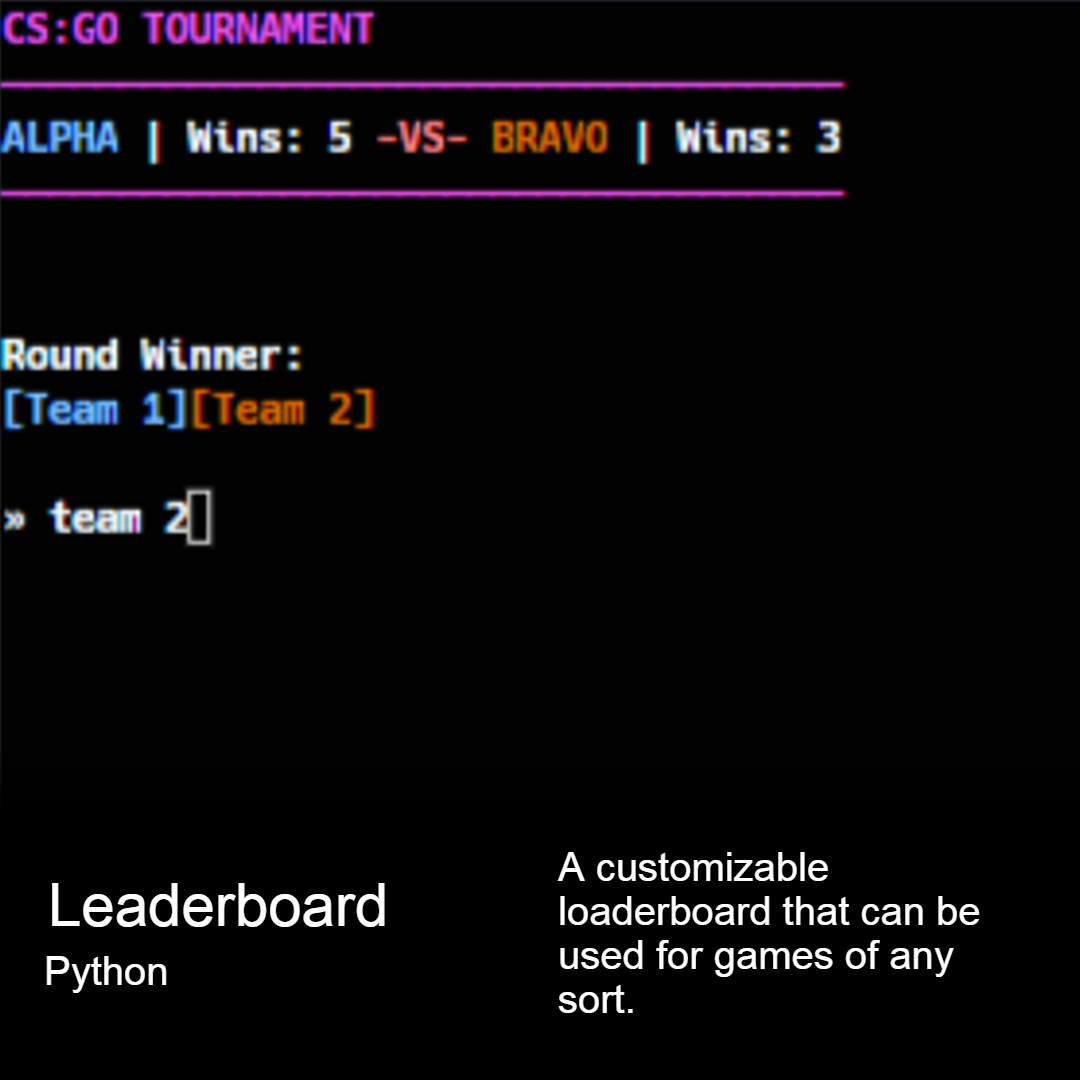 CS:GO TOURNAMENT
ALPHA | Wins: 5 -VS- BRAVO | Wins: 3
Round Winner:
[Team 1][Team 2]
» team 2
Leaderboard
Python
A customizable
loaderboard that can be
used for games of any
sort.